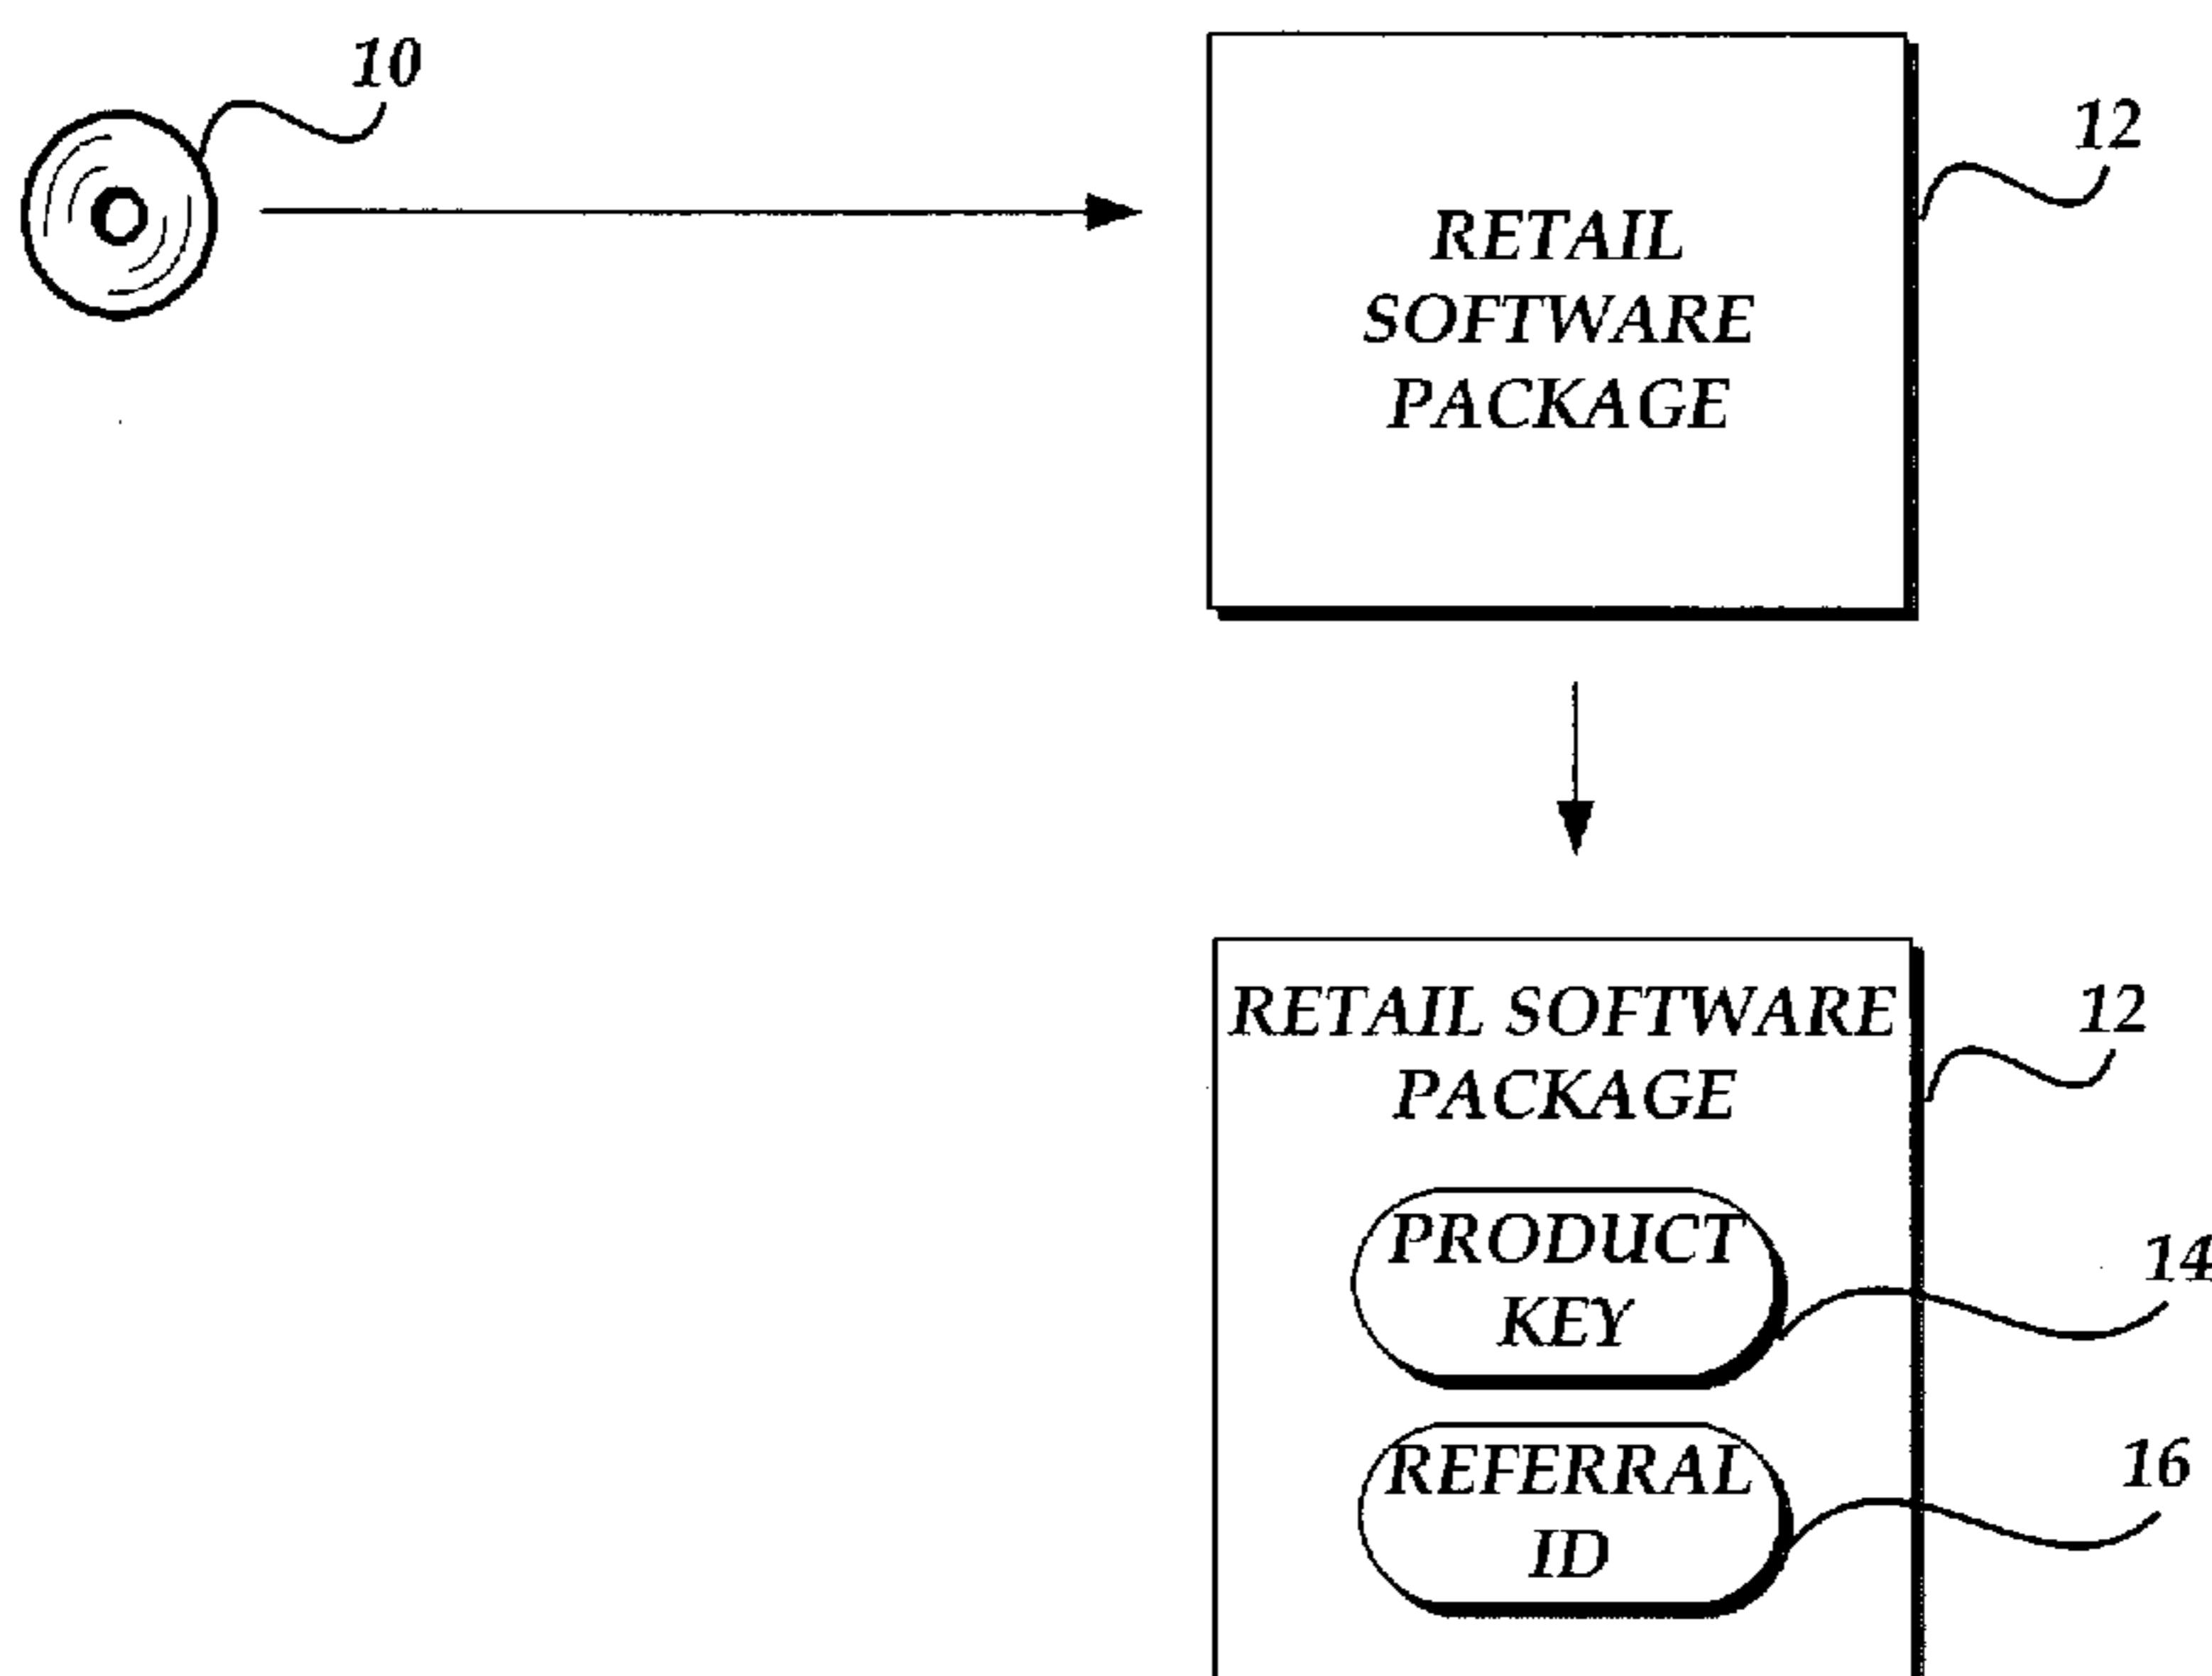 10
12
RETAIL
SOFTWARE
PACKAGE
RETAIL SOFTWARE
PACKAGE
12
PRODUCT
KEY
14
REFERRAL
ID
16